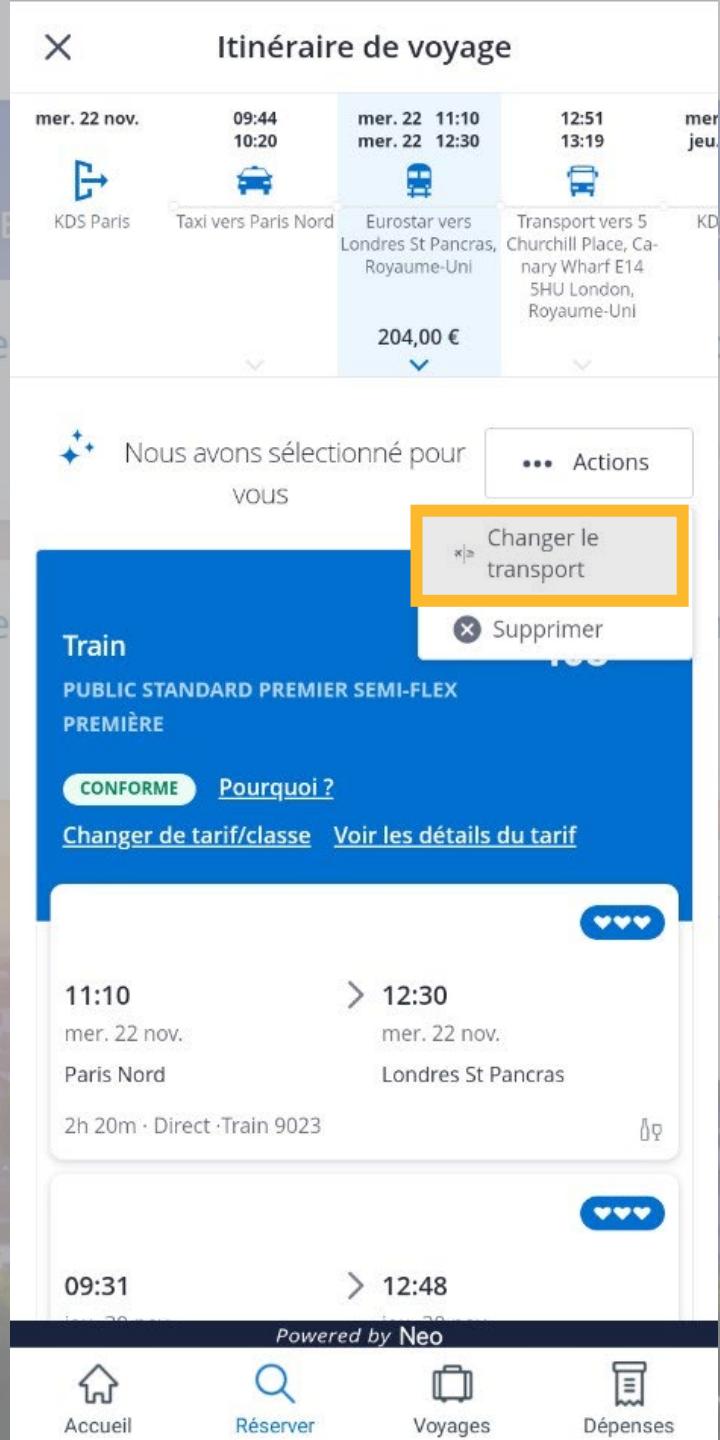 Itinéraire de voyage
mer. 22 nov.
09:44
10:20
mer. 22 11:10
mer. 22 12:30
12:51
13:19
mer
jeu.
KDS Paris
Taxi vers Paris Nord
Eurostar vers
Londres St Pancras,
Royaume-Uni
204,00 €
Transport vers 5
Churchill Place, Ca-
nary Wharf E14
5HU London,
Royaume-Uni
KD
Nous avons sélectionné pour
vous
Actions
Changer le
transport
Supprimer
Train
PUBLIC STANDARD PREMIER SEMI-FLEX
PREMIÈRE
CONFORME Pourquoi ?
Changer de tarif/classe Voir les détails du tarif
11:10 12:30
mer. 22 nov. mer. 22 nov.
Paris Nord Londres St Pancras
2h 20m · Direct ·Train 9023
09:31 12:48
Powered by Neo
Accueil Réserver Voyages Dépenses